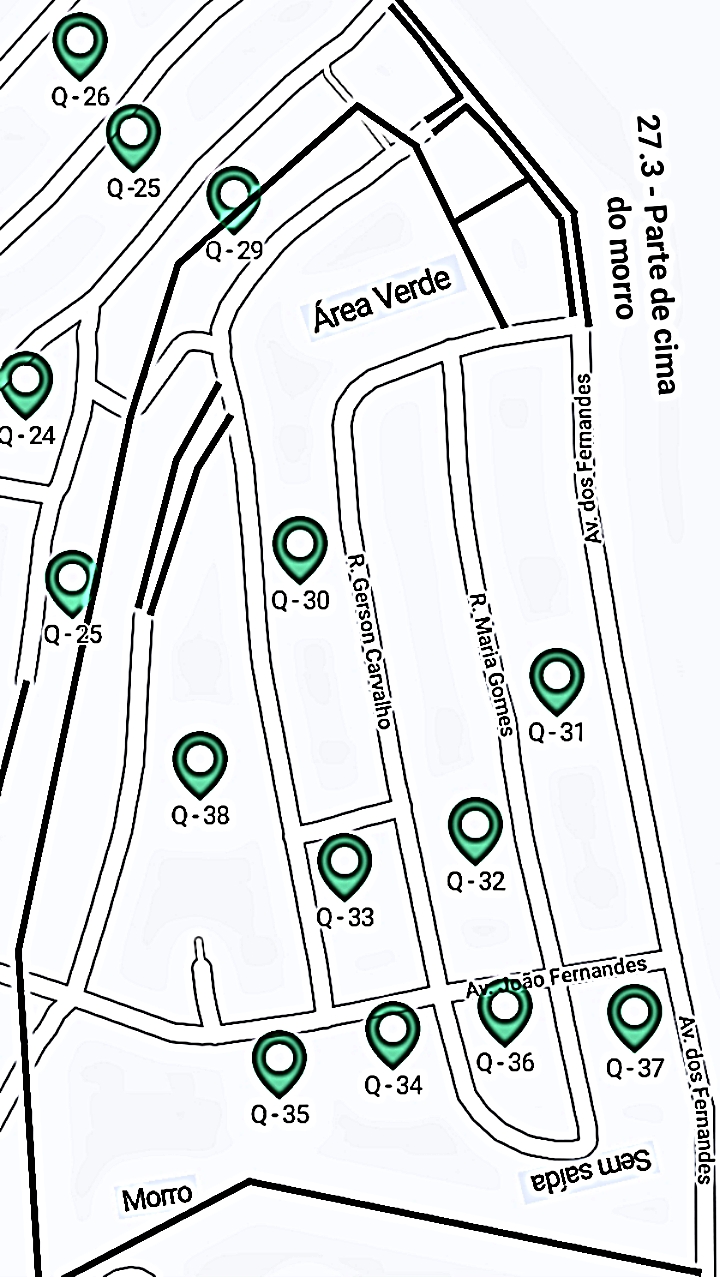 Q-26
Q-25
27.3 - Parte de cima
do morro
Q-29
Área Verde
Q-24
Av. dos Fernandes
Q-30
R. Gerson Carvalho
Q-25
R. Maria Gomes
Q-31
Q-38
Q-32
Q-33
Av. João Fernandes
Q-36
Q-37
Q-34
Q-35
Av. dos Fernandes
Sem saída
Morro